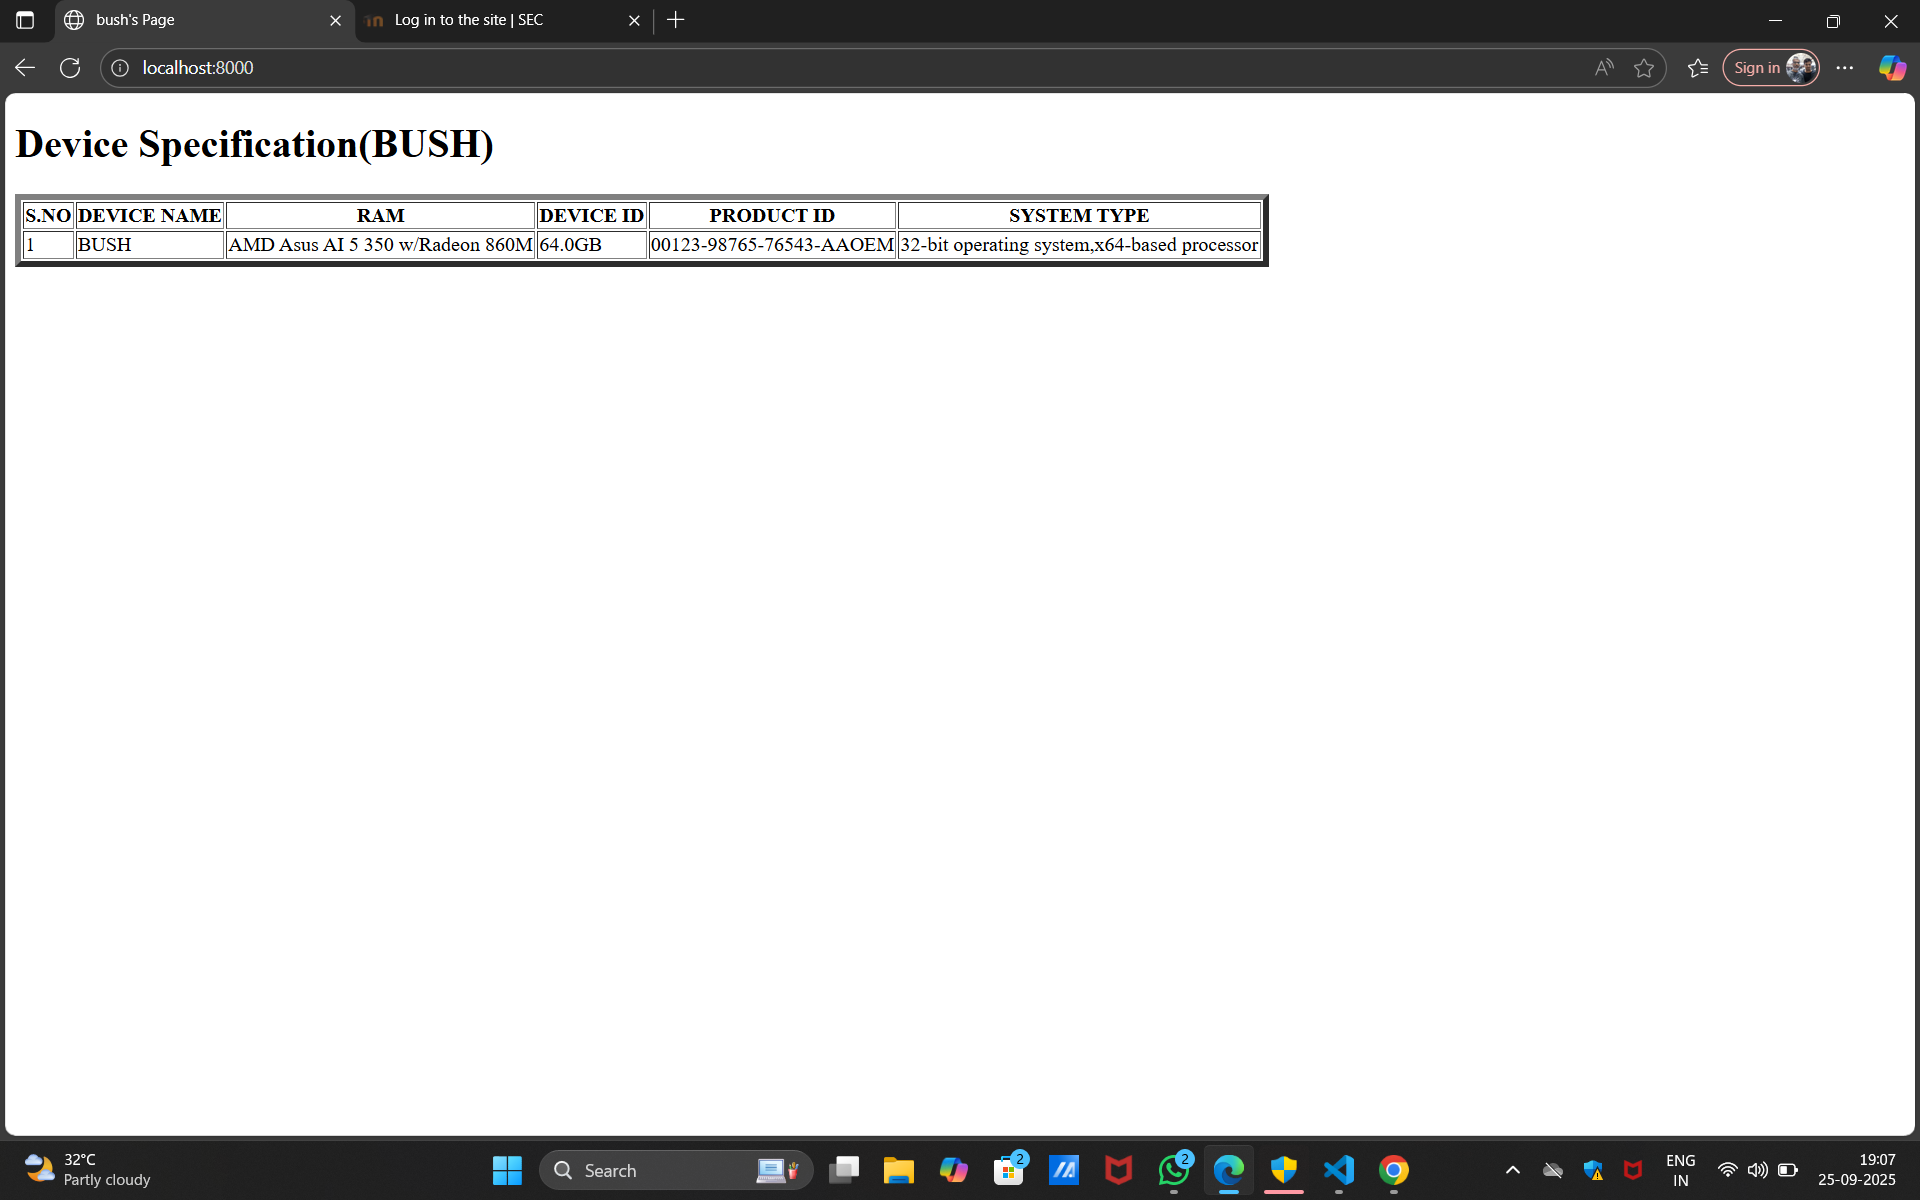 bush's Page
Log in to the site | SEC
localhost:8000
Sign in
Device Specification(BUSH)
S.NO DEVICE NAME RAM DEVICE ID PRODUCT ID SYSTEM TYPE
1 BUSH AMD Asus AI 5 350 w/Radeon 860M 64.0GB 00123-98765-76543-AAOEM 32-bit operating system,x64-based processor
32°C
Partly cloudy
Search
2
2
ENG
IN
19:07
25-09-2025